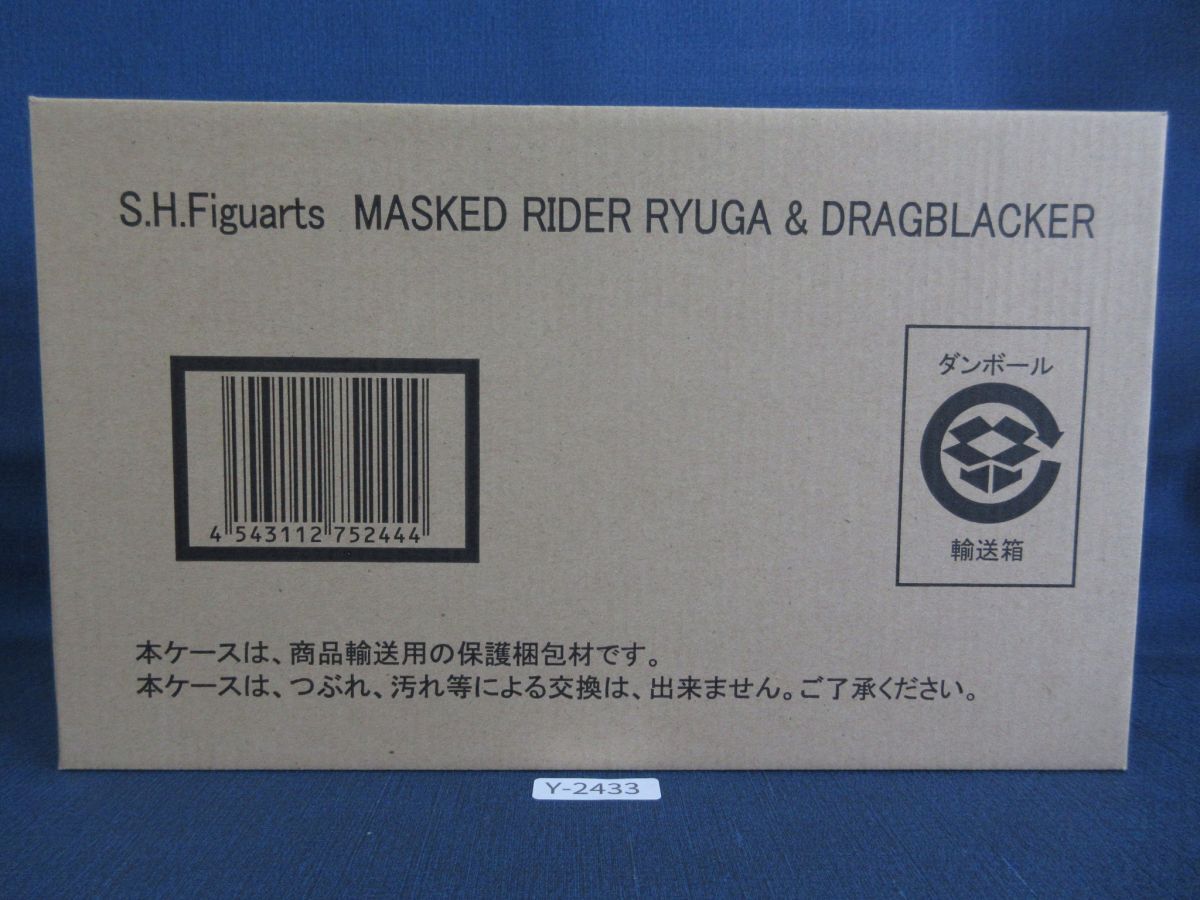 S.H.Figuarts MASKED RIDER RYUGA & DRAGBLACKER
ダンボール
輸送箱
4 543112 752444
本ケースは、商品輸送用の保護梱包材です。
本ケースは、つぶれ、汚れ等による交換は、出来ません。ご了承ください。
Y-2433